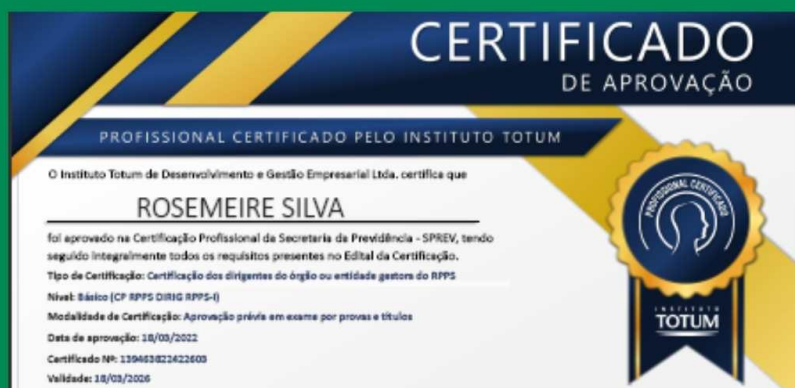 CERTIFICADO
DE APROVAÇÃO
PROFISSIONAL CERTIFICADO PELO INSTITUTO TOTUM
O Instituto Totum de Desenvolvimento e Gestão Empresarial Ltda. certifica que
ROSEMEIRE SILVA
foi aprovado na Certificação Profissional da Secretaria da Previdência - SPREV, tendo
seguido integralmente todos os requisitos presentes no Edital da Certificação.
Tipo de Certificação: Certificação dos dirigentes do órgão ou entidade gestora do RPPS
Nível: Básico (CP RPPS DIRIG RPPS-I)
Modalidade de Certificação: Aprovação prévia em exame por provas e títulos
Data de aprovação: 18/03/2022
Certificado Nº: 139463822422603
Validade: 18/03/2026
PROFISSIONAL CERTIFICADO
INSTITUTO
TOTUM